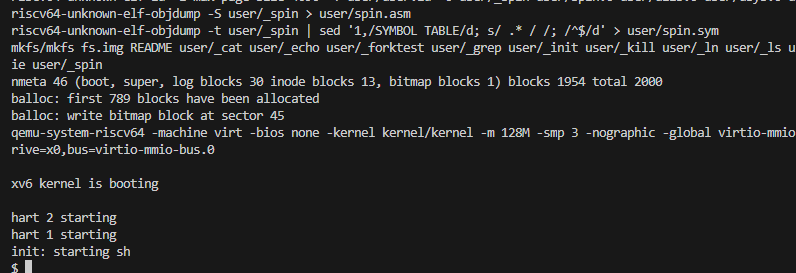 riscv64-unknown-elf-objdump -S user/_spin > user/spin.asm
riscv64-unknown-elf-objdump -t user/_spin | sed '1,/SYMBOL TABLE/d; s/ .* / /; /^$/d' > user/spin.sym
mkfs/mkfs fs.img README user/_cat user/_echo user/_forktest user/_grep user/_init user/_kill user/_ln user/_ls u
ie user/_spin
nmeta 46 (boot, super, log blocks 30 inode blocks 13, bitmap blocks 1) blocks 1954 total 2000
balloc: first 789 blocks have been allocated
balloc: write bitmap block at sector 45
qemu-system-riscv64 -machine virt -bios none -kernel kernel/kernel -m 128M -smp 3 -nographic -global virtio-mmio
rive=x0,bus=virtio-mmio-bus.0
xv6 kernel is booting
hart 2 starting
hart 1 starting
init: starting sh
$